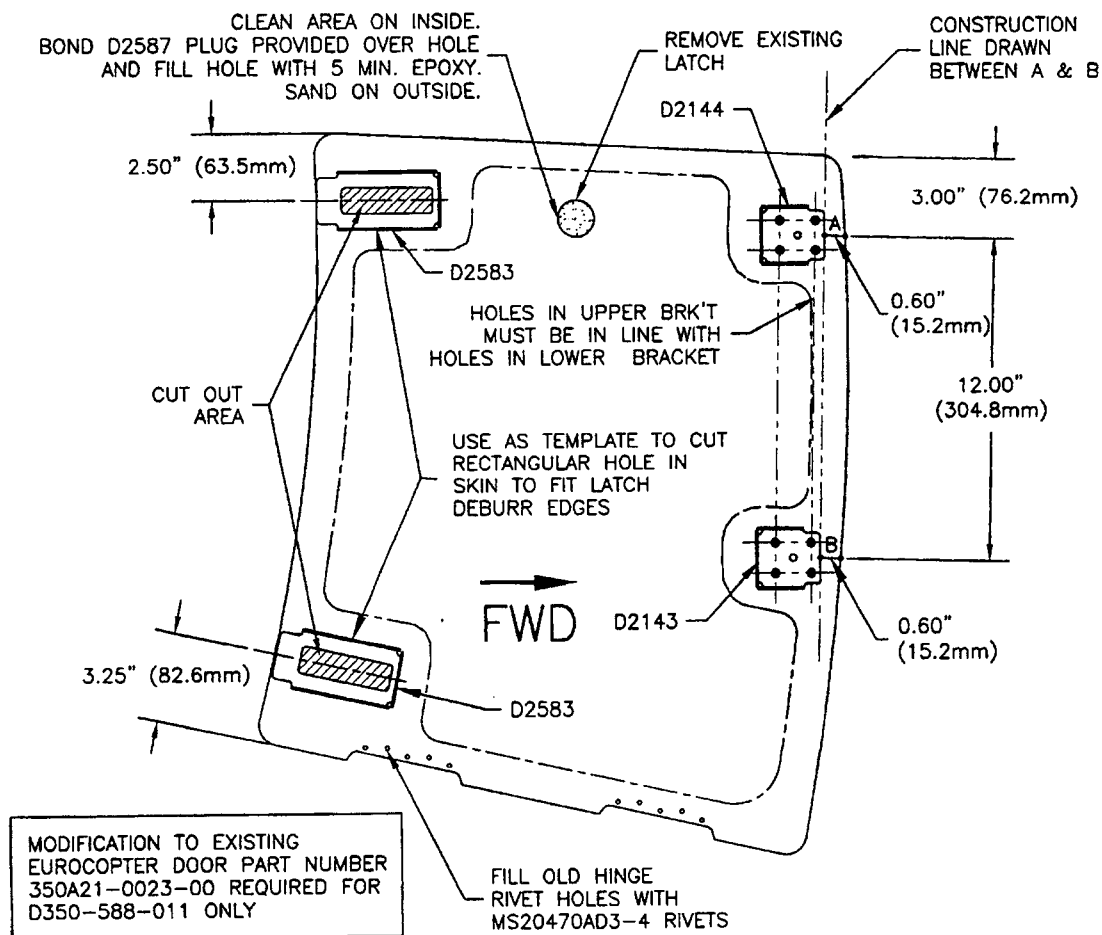 CLEAN AREA ON INSIDE.
BOND D2587 PLUG PROVIDED OVER HOLE
AND FILL HOLE WITH 5 MIN. EPOXY.
SAND ON OUTSIDE.
REMOVE EXISTING
LATCH
CONSTRUCTION
LINE DRAWN
BETWEEN A & B
D2144
2.50" (63.5mm)
3.00" (76.2mm)
A
D2583
0.60"
(15.2mm)
HOLES IN UPPER BRK'T
MUST BE IN LINE WITH
HOLES IN LOWER BRACKET
12.00"
(304.8mm)
CUT OUT
AREA
USE AS TEMPLATE TO CUT
RECTANGULAR HOLE IN
SKIN TO FIT LATCH
DEBURR EDGES
B
FWD
D2143
0.60"
(15.2mm)
3.25" (82.6mm)
D2583
MODIFICATION TO EXISTING
EUROCOPTER DOOR PART NUMBER
350A21-0023-00 REQUIRED FOR
D350-588-011 ONLY
FILL OLD HINGE
RIVET HOLES WITH
MS20470AD3-4 RIVETS